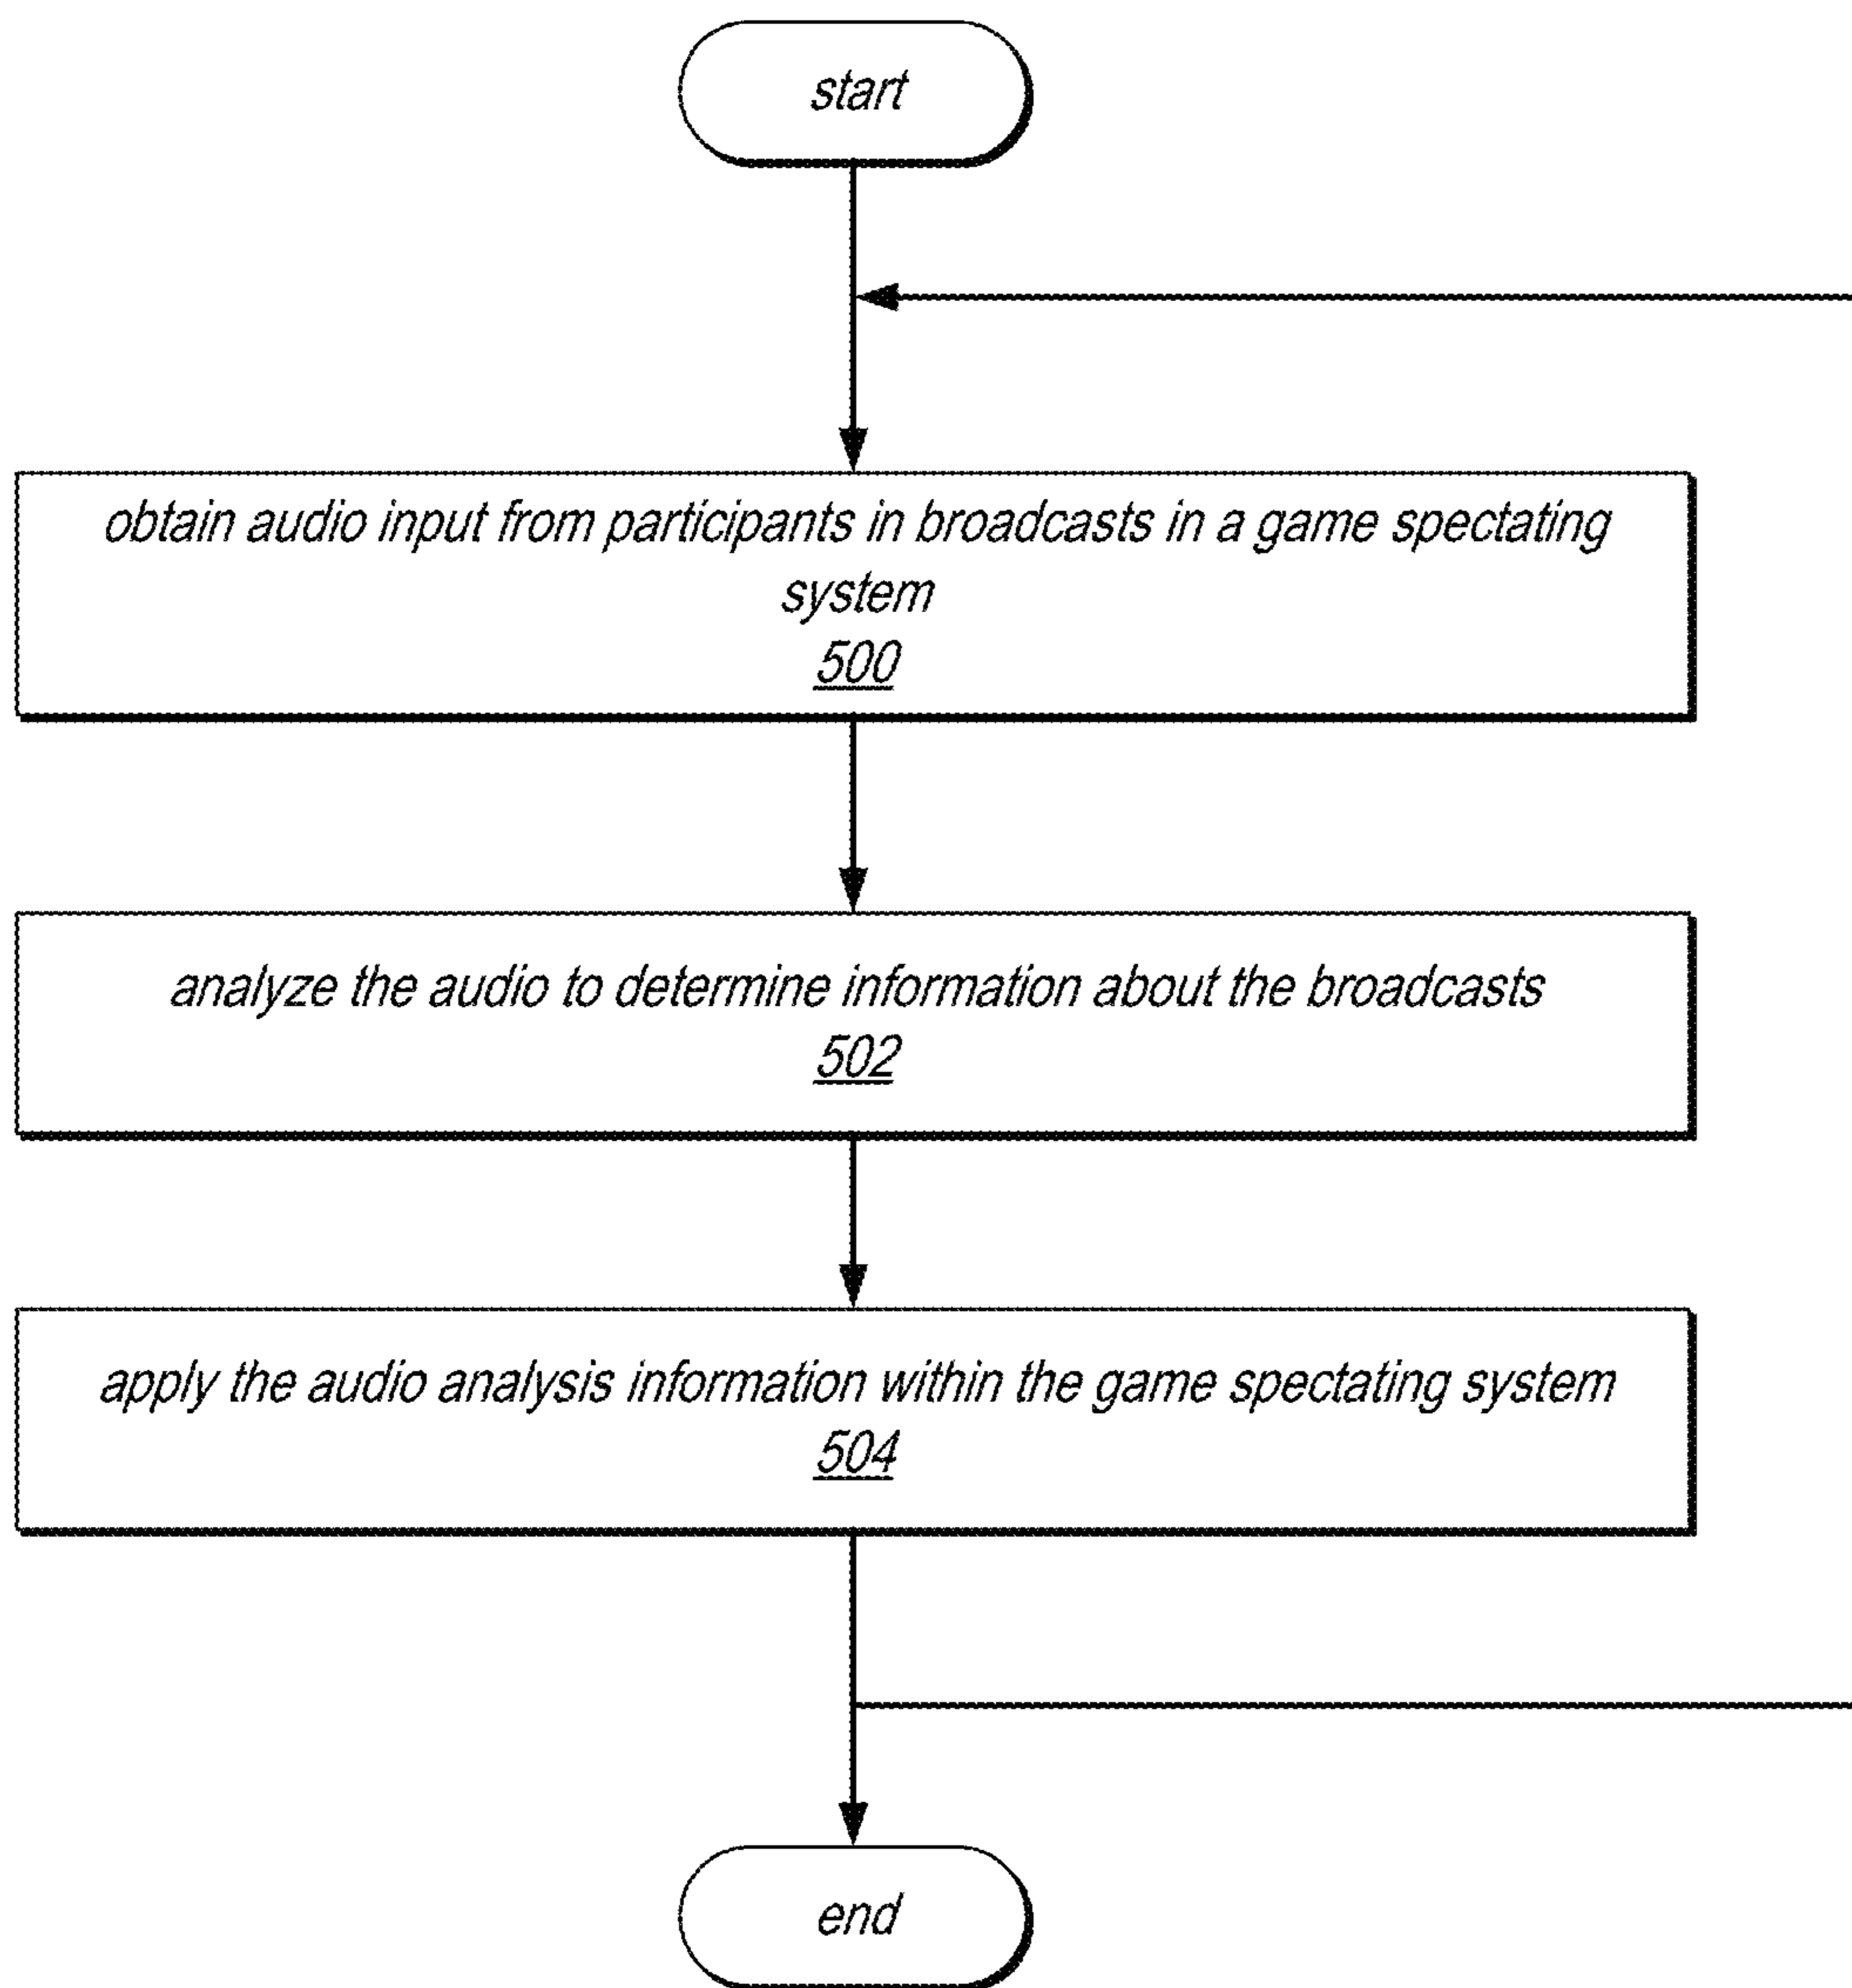 start
obtain audio input from participants in broadcasts in a game spectating
system
500
analyze the audio to determine information about the broadcasts
502
apply the audio analysis information within the game spectating system
504
end